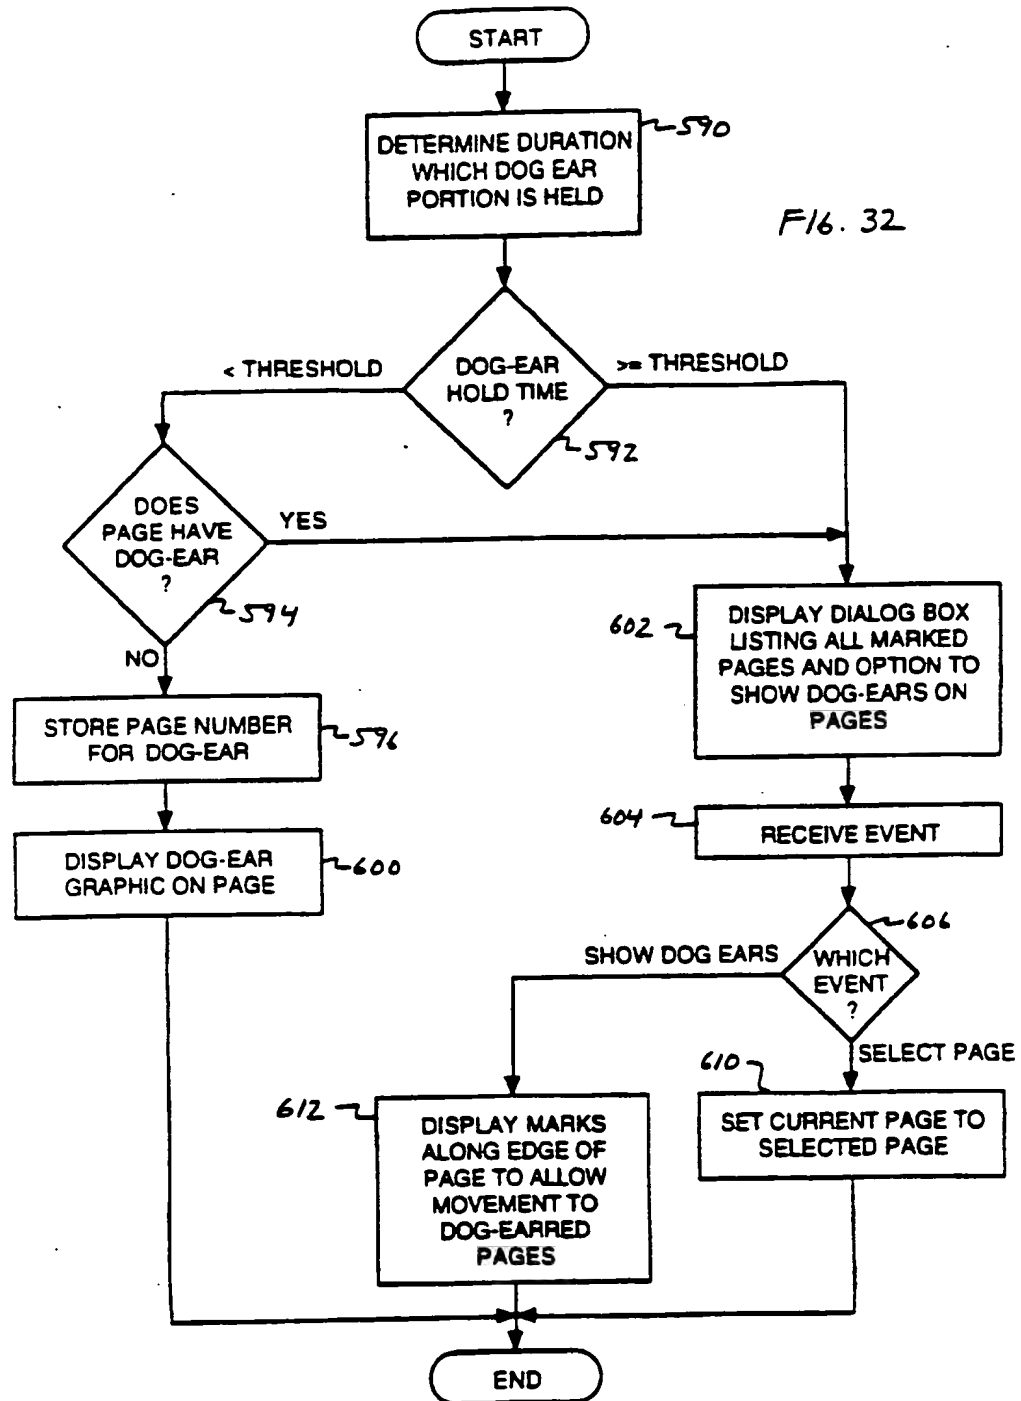 START
DETERMINE DURATION
WHICH DOG EAR
PORTION IS HELD
590
FIG. 32
< THRESHOLD
DOG-EAR
HOLD TIME
?
>= THRESHOLD
592
DOES
PAGE HAVE
DOG-EAR
?
YES
594
NO
602
DISPLAY DIALOG BOX
LISTING ALL MARKED
PAGES AND OPTION TO
SHOW DOG-EARS ON
PAGES
STORE PAGE NUMBER
FOR DOG-EAR
596
604
RECEIVE EVENT
DISPLAY DOG-EAR
GRAPHIC ON PAGE
600
606
SHOW DOG EARS
WHICH
EVENT
?
SELECT PAGE
610
612
DISPLAY MARKS
ALONG EDGE OF
PAGE TO ALLOW
MOVEMENT TO
DOG-EARRED
PAGES
SET CURRENT PAGE TO
SELECTED PAGE
END